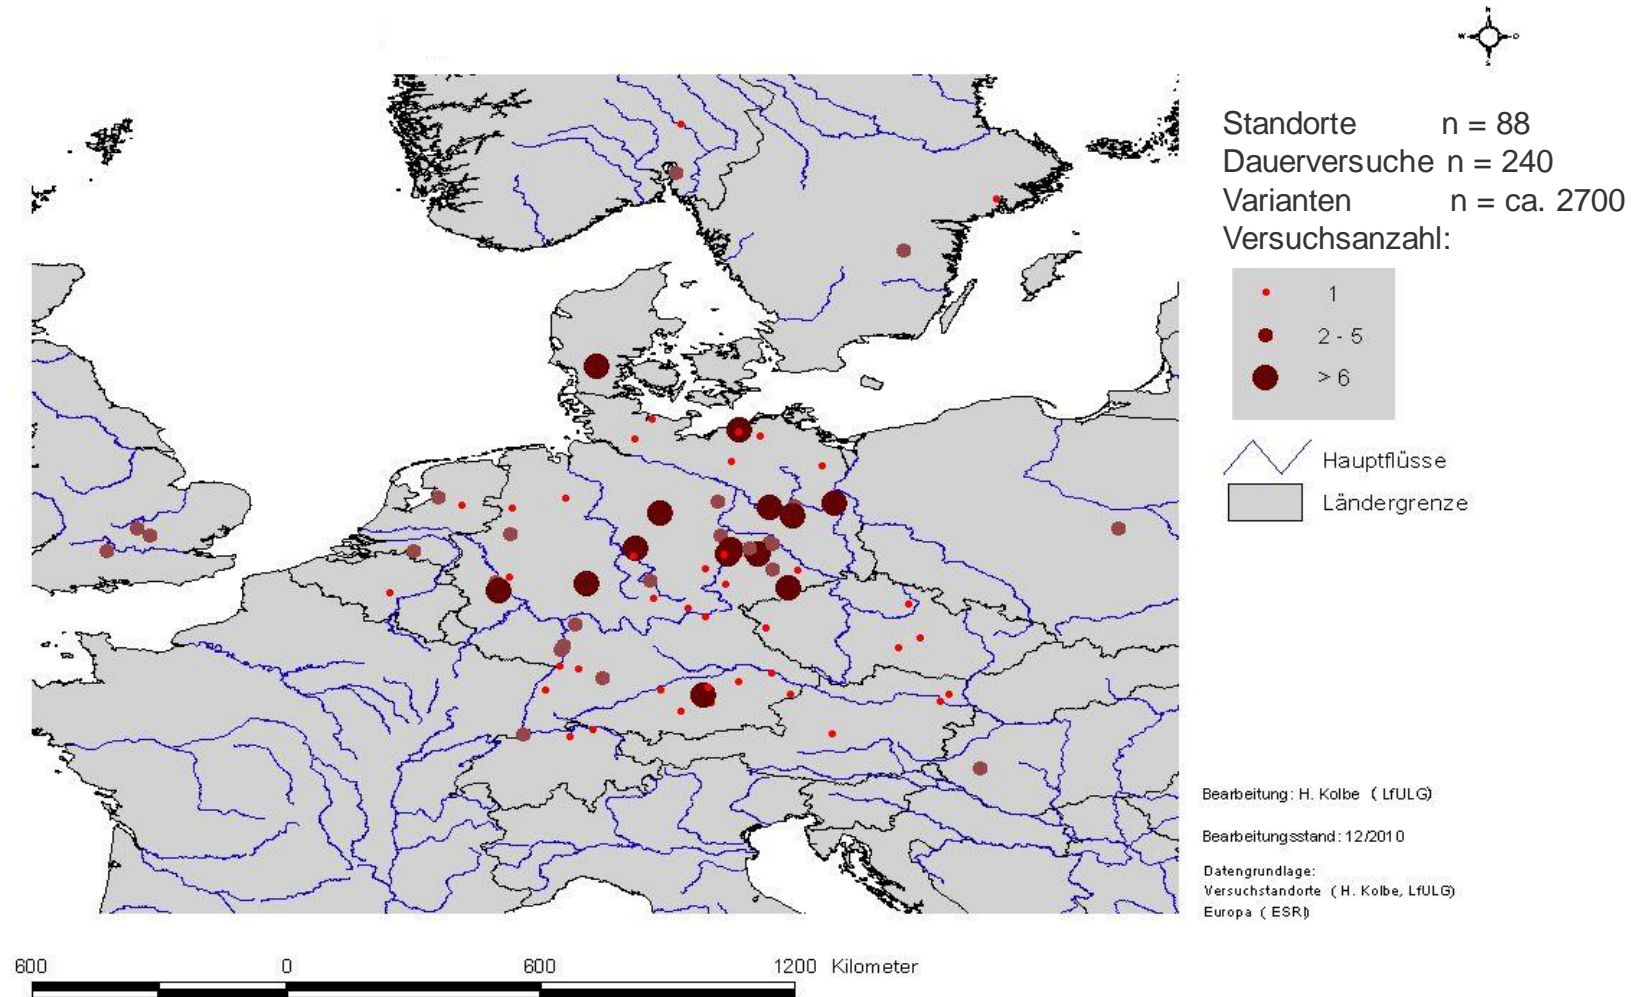 N
W O
S
Standorte n = 88
Dauerversuche n = 240
Varianten n = ca. 2700
Versuchsanzahl:
1
2 - 5
> 6
Hauptflüsse
Ländergrenze
Bearbeitung: H. Kolbe ( LfULG)
Bearbeitungsstand: 12/2010
Datengrundlage:
Versuchstandorte ( H. Kolbe, LfULG)
Europa ( ESRI)
600 0 600 1200 Kilometer